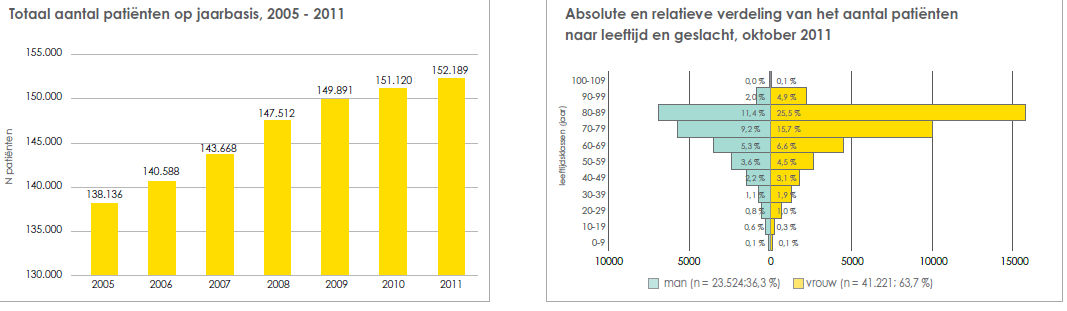 Totaal aantal patiënten op jaarbasis, 2005 - 2011
155.000
150.000
145.000
140.000
135.000
130.000
N patiënten
138.136
140.588
143.668
147.512
149.891
151.120
152.189
2005 2006 2007 2008 2009 2010 2011
Absolute en relatieve verdeling van het aantal patiënten
naar leeftijd en geslacht, oktober 2011
leeftijdsklassen (jaar)
100-109 0,0 % 0,1 %
90-99 2,0 % 4,9 %
80-89 11,4 % 25,5 %
70-79 9,2 % 15,7 %
60-69 5,3 % 6,6 %
50-59 3,6 % 4,5 %
40-49 2,2 % 3,1 %
30-39 1,1 % 1,9 %
20-29 0,8 % 1,0 %
10-19 0,6 % 0,3 %
0-9 0,1 % 0,1 %
10000 5000 0 5000 10000 15000
man (n = 23.524;36,3 %) vrouw (n = 41.221; 63,7 %)